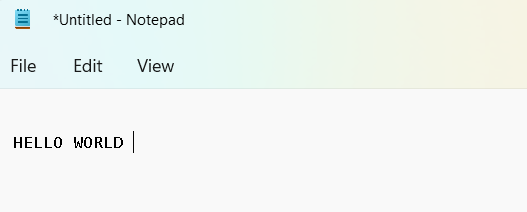 *Untitled - Notepad
File Edit View
HELLO WORLD